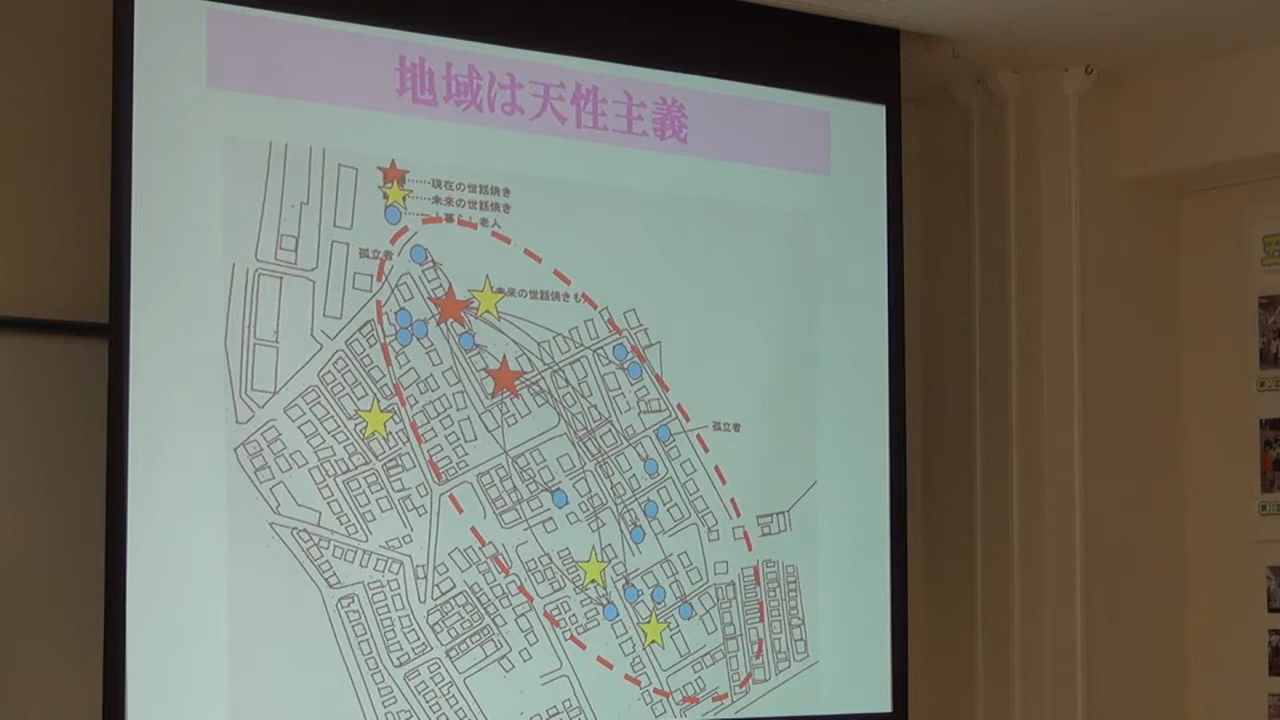 地域は天性主義
……現在の世話焼き
……未来の世話焼き
暮らし老人
孤立者
未来の世話焼きも
孤立者